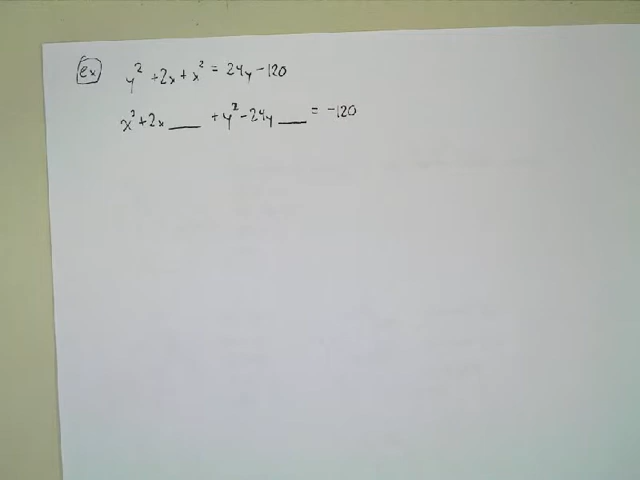 ex y² + 2x + x² = 24y - 120
x² + 2x ___ + y² - 24y ___ = -120